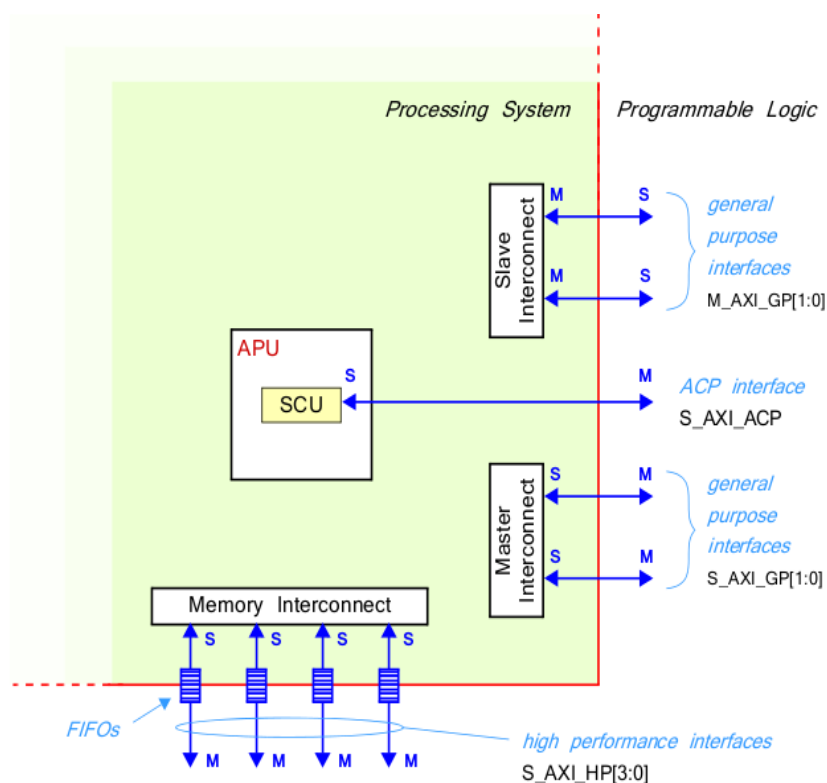 Processing System
Programmable Logic
M S
M S
Slave
Interconnect
general
purpose
interfaces
M_AXI_GP[1:0]
APU
SCU
S M
ACP interface
S_AXI_ACP
S M
S M
Master
Interconnect
general
purpose
interfaces
S_AXI_GP[1:0]
Memory Interconnect
S S S S
FIFOs
M M M M
high performance interfaces
S_AXI_HP[3:0]